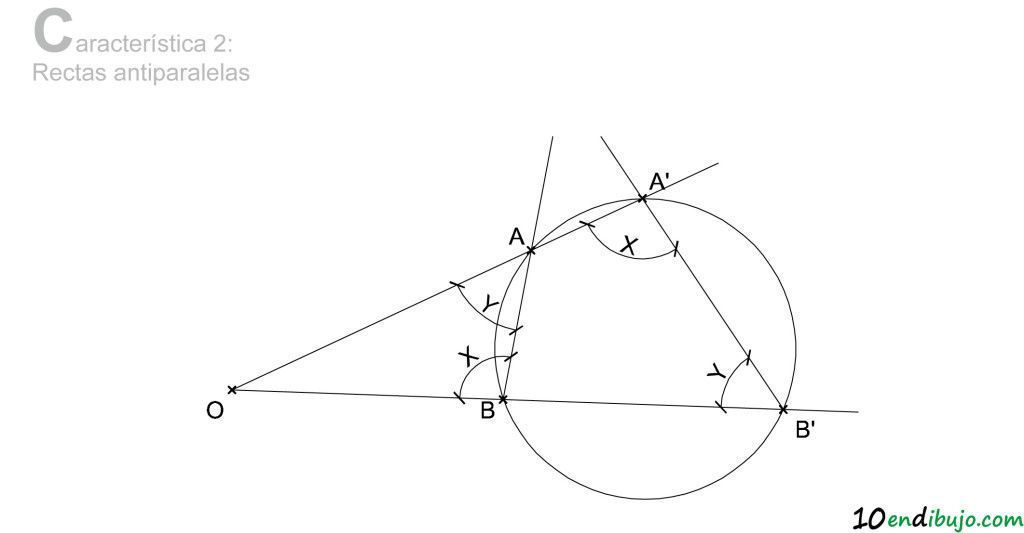 Característica 2:
Rectas antiparalelas
A'
A
X
Y
X
Y
O
B
B'
10endibujo.com